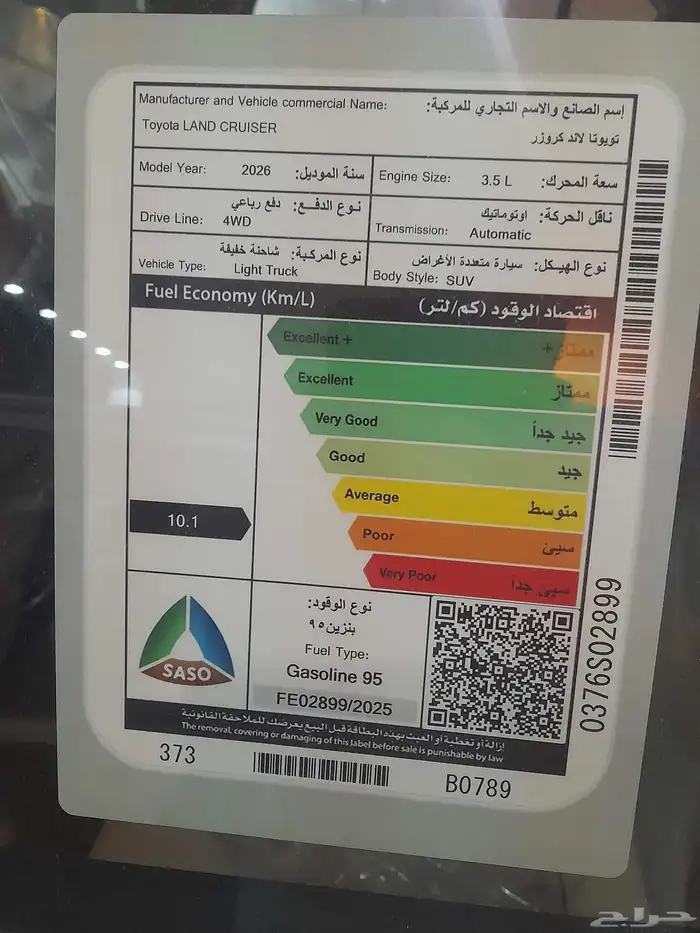 Manufacturer and Vehicle commercial Name: إسم الصانع والاسم التجاري للمركبة:
Toyota LAND CRUISER تويوتا لاند كروزر
Model Year: 2026 سنة الموديل:
Engine Size: 3.5 L سعة المحرك:
نوع الدفع: دفع رباعي
Drive Line: 4WD
ناقل الحركة: اوتوماتيك
Transmission: Automatic
نوع المركبة: شاحنة خفيفة
Vehicle Type: Light Truck
نوع الهيكل: سيارة متعددة الأغراض
Body Style: SUV
Fuel Economy (Km/L) اقتصاد الوقود (كم/لتر)
Excellent + ممتاز +
Excellent ممتاز
Very Good جيد جداً
Good جيد
Average متوسط
Poor سيئ
Very Poor سيئ جدا
10.1
SASO
نوع الوقود:
بنزين ٩٥
Fuel Type:
Gasoline 95
FE02899/2025
إزالة أو تغطية أو العبث بهذه البطاقة قبل البيع يعرضك للملاحقة القانونية
The removal, covering or damaging of this label before sale is punishable by law
373
B0789
0376S02899
حراج